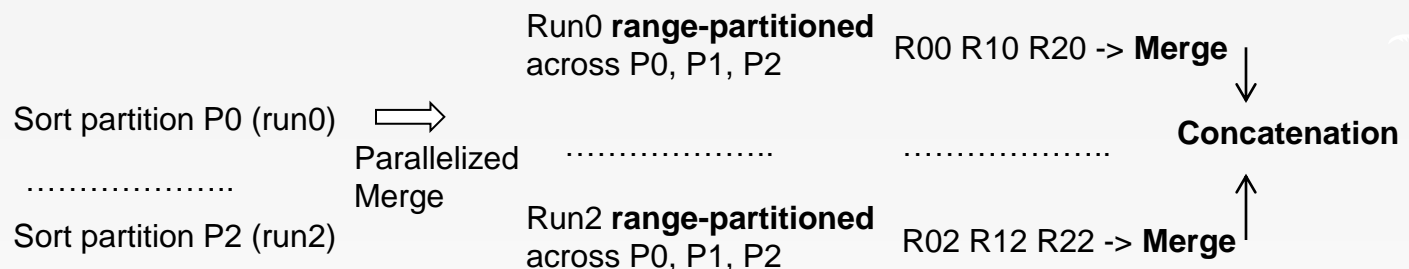 Run0 range-partitioned
across P0, P1, P2
R00 R10 R20 -> Merge
Sort partition P0 (run0)
Parallelized
Merge
………………….
………………..
Concatenation
………………..
Sort partition P2 (run2)
Run2 range-partitioned
across P0, P1, P2
R02 R12 R22 -> Merge